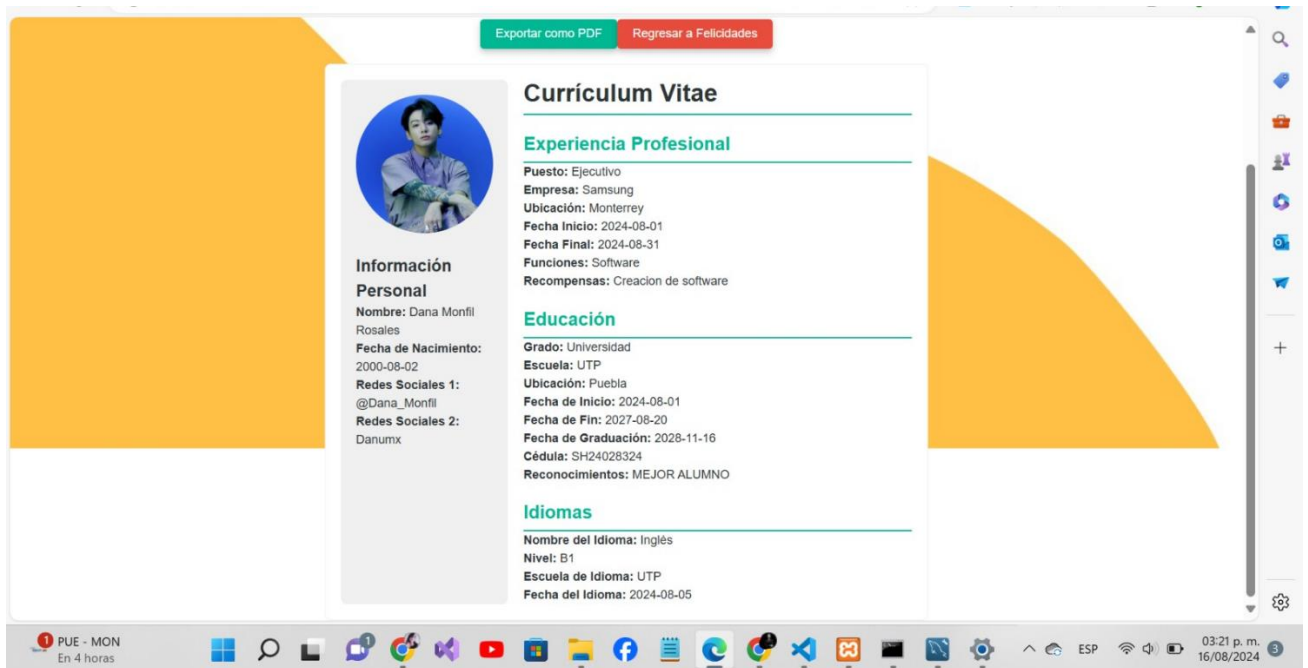 Exportar como PDF
Regresar a Felicidades
Currículum Vitae
Experiencia Profesional
Puesto: Ejecutivo
Empresa: Samsung
Ubicación: Monterrey
Fecha Inicio: 2024-08-01
Fecha Final: 2024-08-31
Funciones: Software
Recompensas: Creacion de software
Información
Personal
Nombre: Dana Monfil
Rosales
Fecha de Nacimiento:
2000-08-02
Redes Sociales 1:
@Dana_Monfil
Redes Sociales 2:
Danumx
Educación
Grado: Universidad
Escuela: UTP
Ubicación: Puebla
Fecha de Inicio: 2024-08-01
Fecha de Fin: 2027-08-20
Fecha de Graduación: 2028-11-16
Cédula: SH24028324
Reconocimientos: MEJOR ALUMNO
Idiomas
Nombre del Idioma: Inglés
Nivel: B1
Escuela de Idioma: UTP
Fecha del Idioma: 2024-08-05
1
PUE - MON
En 4 horas
1
ESP
03:21 p. m.
16/08/2024
3